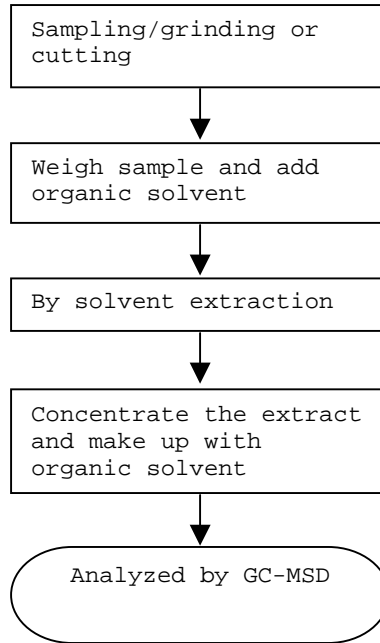 Sampling/grinding or
cutting
Weigh sample and add
organic solvent
By solvent extraction
Concentrate the extract
and make up with
organic solvent
Analyzed by GC-MSD